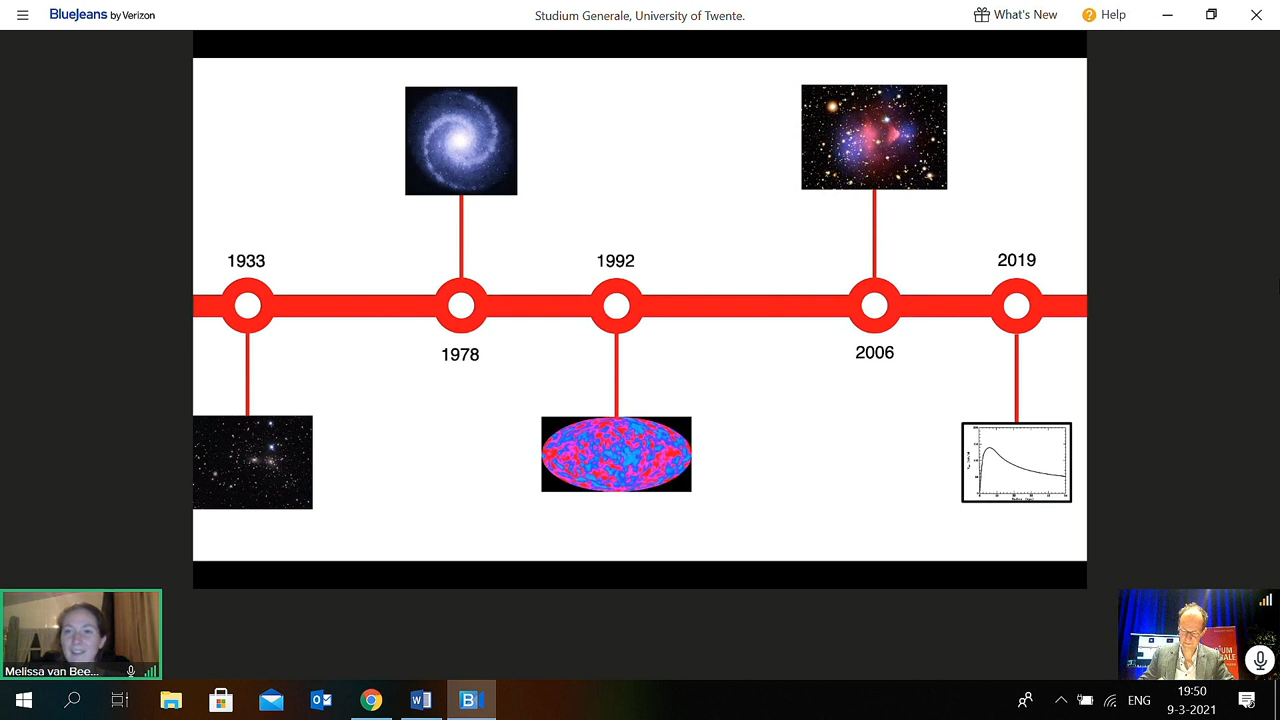 BlueJeans by Verizon
Studium Generale, University of Twente.
What's New
Help
1933
1992
2019
1978
2006
Melissa van Bee...
ENG
19:50
9-3-2021